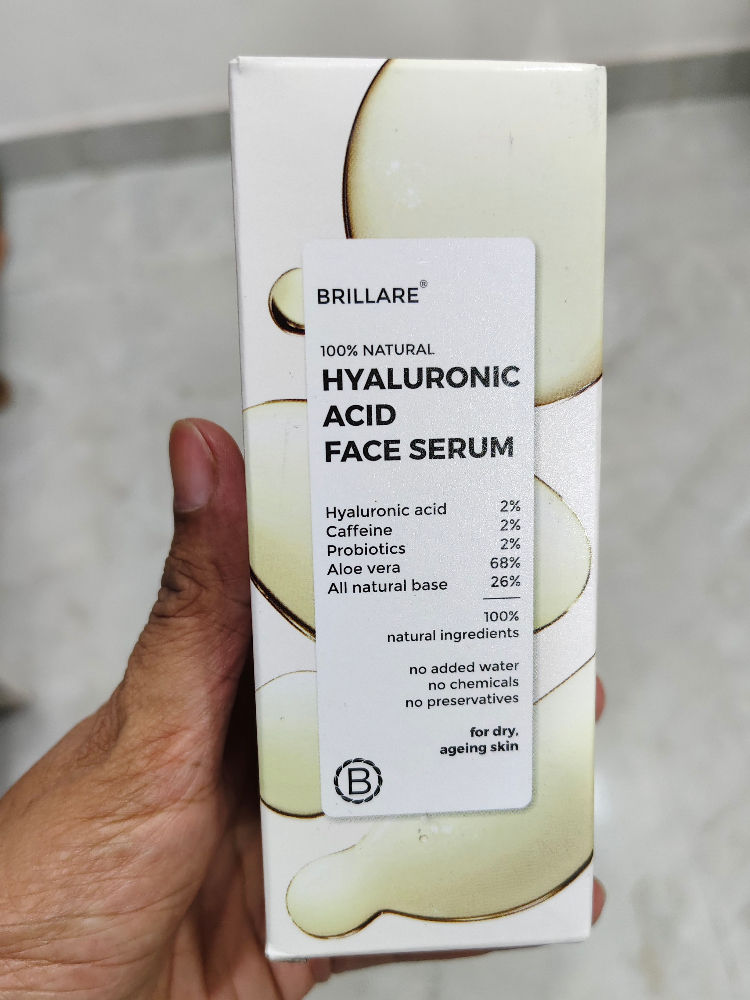 BRILLARE®
100% NATURAL
HYALURONIC
ACID
FACE SERUM
Hyaluronic acid 2%
Caffeine 2%
Probiotics 2%
Aloe vera 68%
All natural base 26%
100%
natural ingredients
no added water
no chemicals
no preservatives
for dry,
ageing skin
B